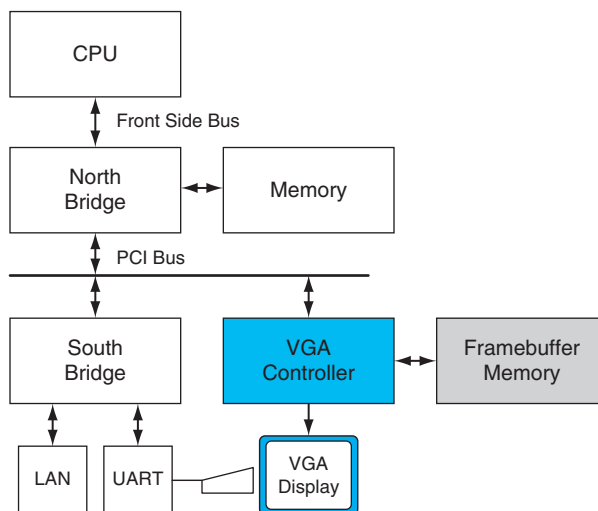 CPU
Front Side Bus
North
Bridge
Memory
PCI Bus
South
Bridge
VGA
Controller
Framebuffer
Memory
LAN
UART
VGA
Display